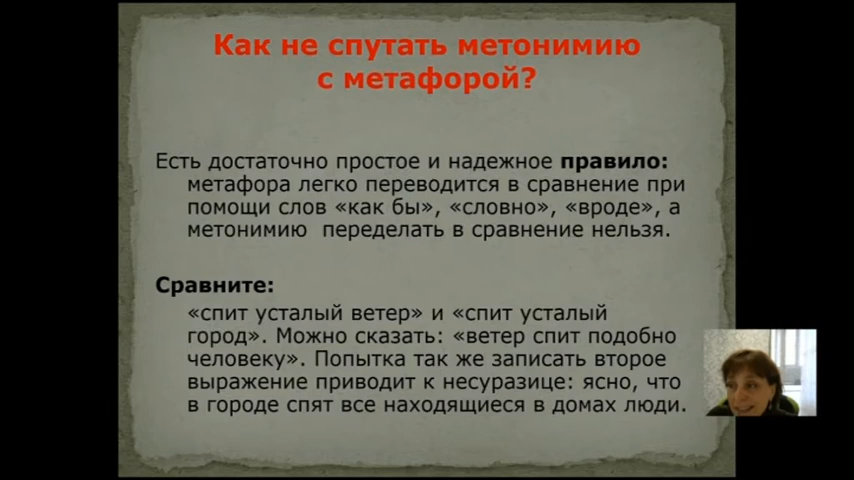 Как не спутать метонимию
с метафорой?
Есть достаточно простое и надежное правило:
метафора легко переводится в сравнение при
помощи слов «как бы», «словно», «вроде», а
метонимию переделать в сравнение нельзя.
Сравните:
«спит усталый ветер» и «спит усталый
город». Можно сказать: «ветер спит подобно
человеку». Попытка так же записать второе
выражение приводит к несуразице: ясно, что
в городе спят все находящиеся в домах люди.